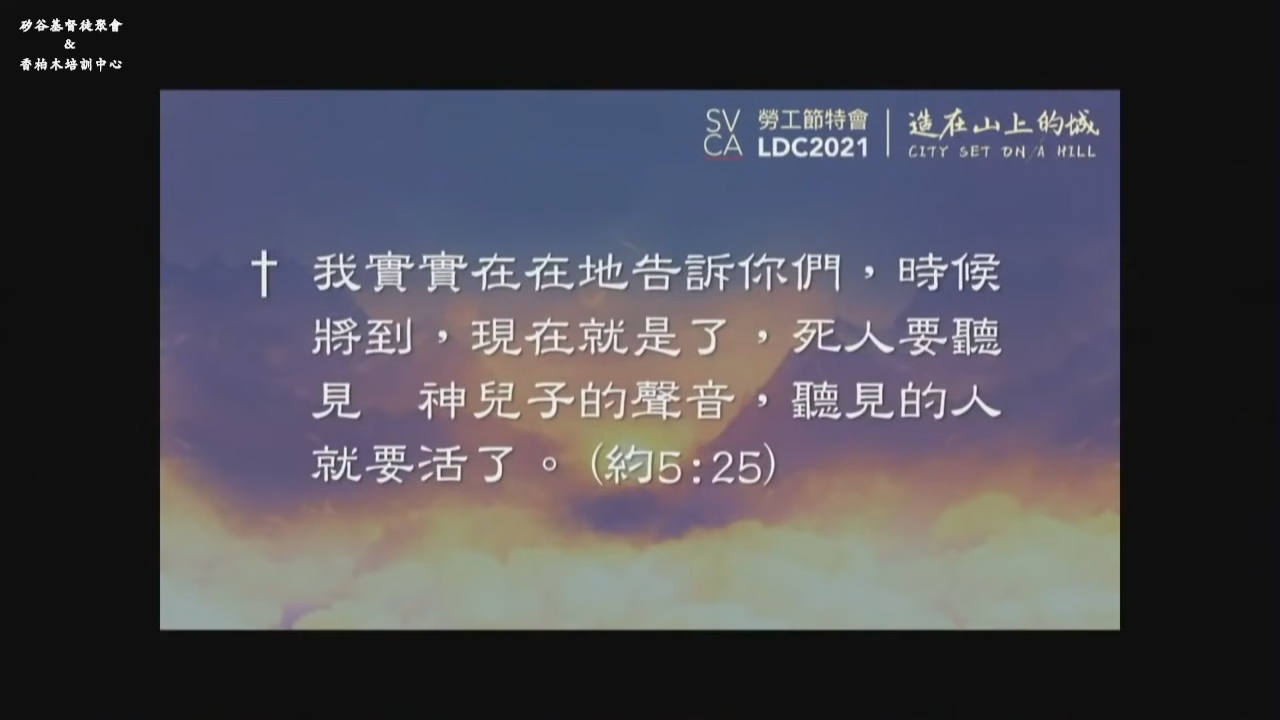 矽谷基督徒聚會
&
香柏木培訓中心
SV
CA
勞工節特會
LDC2021
造在山上的城
CITY SET ON A HILL
† 我實實在在地告訴你們，時候
將到，現在就是了，死人要聽
見　神兒子的聲音，聽見的人
就要活了。(約5:25)